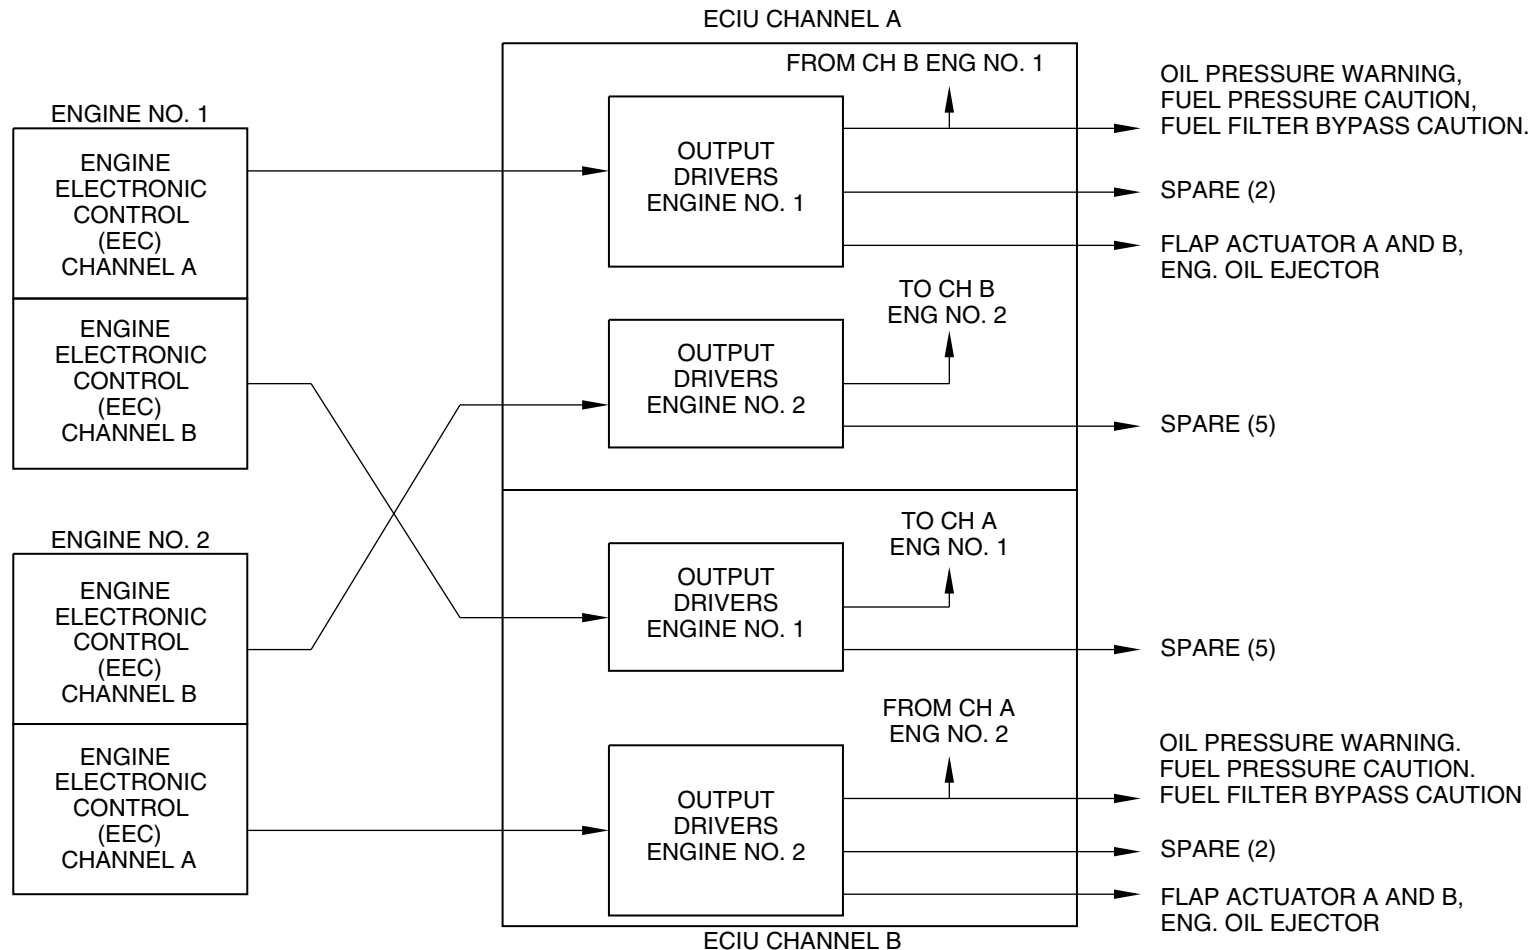 ECIU CHANNEL A
FROM CH B ENG NO. 1
OIL PRESSURE WARNING,
FUEL PRESSURE CAUTION,
FUEL FILTER BYPASS CAUTION.
ENGINE NO. 1
ENGINE
ELECTRONIC
CONTROL
(EEC)
CHANNEL A
OUTPUT
DRIVERS
ENGINE NO. 1
SPARE (2)
FLAP ACTUATOR A AND B,
ENG. OIL EJECTOR
TO CH B
ENG NO. 2
ENGINE
ELECTRONIC
CONTROL
(EEC)
CHANNEL B
OUTPUT
DRIVERS
ENGINE NO. 2
SPARE (5)
TO CH A
ENG NO. 1
ENGINE NO. 2
ENGINE
ELECTRONIC
CONTROL
(EEC)
CHANNEL B
OUTPUT
DRIVERS
ENGINE NO. 1
SPARE (5)
FROM CH A
ENG NO. 2
OIL PRESSURE WARNING.
FUEL PRESSURE CAUTION.
FUEL FILTER BYPASS CAUTION
ENGINE
ELECTRONIC
CONTROL
(EEC)
CHANNEL A
OUTPUT
DRIVERS
ENGINE NO. 2
SPARE (2)
FLAP ACTUATOR A AND B,
ENG. OIL EJECTOR
ECIU CHANNEL B